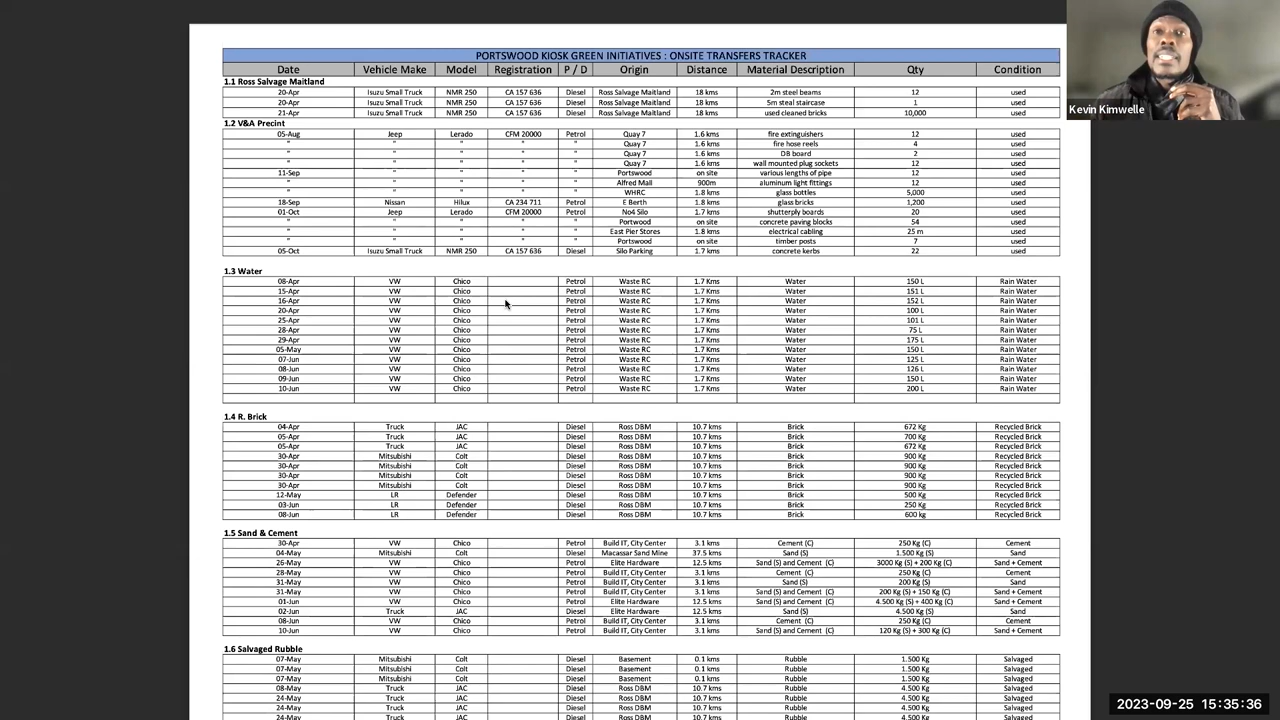 PORTSWOOD KIOSK GREEN INITIATIVES : ONSITE TRANSFERS TRACKER
Date Vehicle Make Model Registration P / D Origin Distance Material Description Qty Condition
1.1 Ross Salvage Maitland
20-Apr Isuzu Small Truck NMR 250 CA 157 636 Diesel Ross Salvage Maitland 18 kms 2m steel beams 12 used
20-Apr Isuzu Small Truck NMR 250 CA 157 636 Diesel Ross Salvage Maitland 18 kms 5m steal staircase 1 used
21-Apr Isuzu Small Truck NMR 250 CA 157 636 Diesel Ross Salvage Maitland 18 kms used cleaned bricks 10,000 used
1.2 V&A Precint
05-Aug Jeep Lerado CFM 20000 Petrol Quay 7 1.6 kms fire extinguishers 12 used
" " " " " Quay 7 1.6 kms fire hose reels 4 used
" " " " " Quay 7 1.6 kms DB board 2 used
" " " " " Quay 7 1.6 kms wall mounted plug sockets 12 used
11-Sep " " " " Portswood on site various lengths of pipe 12 used
" " " " " Alfred Mall 900m aluminum light fittings 12 used
" " " " " WHRC 1.8 kms glass bottles 5,000 used
18-Sep Nissan Hilux CA 234 711 Petrol E Berth 1.8 kms glass bricks 1,200 used
01-Oct Jeep Lerado CFM 20000 Petrol No4 Silo 1.7 kms shutterply boards 20 used
" " " " " Portwood on site concrete paving blocks 54 used
" " " " " East Pier Stores 1.8 kms electrical cabling 25 m used
" " " " " Portswood on site timber posts 7 used
05-Oct Isuzu Small Truck NMR 250 CA 157 636 Diesel Silo Parking 1.7 kms concrete kerbs 22 used
1.3 Water
08-Apr VW Chico Petrol Waste RC 1.7 Kms Water 150 L Rain Water
15-Apr VW Chico Petrol Waste RC 1.7 Kms Water 151 L Rain Water
16-Apr VW Chico Petrol Waste RC 1.7 Kms Water 152 L Rain Water
20-Apr VW Chico Petrol Waste RC 1.7 Kms Water 100 L Rain Water
25-Apr VW Chico Petrol Waste RC 1.7 Kms Water 101 L Rain Water
28-Apr VW Chico Petrol Waste RC 1.7 Kms Water 75 L Rain Water
29-Apr VW Chico Petrol Waste RC 1.7 Kms Water 175 L Rain Water
05-May VW Chico Petrol Waste RC 1.7 Kms Water 150 L Rain Water
07-Jun VW Chico Petrol Waste RC 1.7 Kms Water 125 L Rain Water
08-Jun VW Chico Petrol Waste RC 1.7 Kms Water 126 L Rain Water
09-Jun VW Chico Petrol Waste RC 1.7 Kms Water 150 L Rain Water
10-Jun VW Chico Petrol Waste RC 1.7 Kms Water 200 L Rain Water
1.4 R. Brick
04-Apr Truck JAC Diesel Ross DBM 10.7 kms Brick 672 Kg Recycled Brick
05-Apr Truck JAC Diesel Ross DBM 10.7 kms Brick 700 Kg Recycled Brick
05-Apr Truck JAC Diesel Ross DBM 10.7 kms Brick 672 Kg Recycled Brick
30-Apr Mitsubishi Colt Diesel Ross DBM 10.7 kms Brick 900 Kg Recycled Brick
30-Apr Mitsubishi Colt Diesel Ross DBM 10.7 kms Brick 900 Kg Recycled Brick
30-Apr Mitsubishi Colt Diesel Ross DBM 10.7 kms Brick 900 Kg Recycled Brick
30-Apr Mitsubishi Colt Diesel Ross DBM 10.7 kms Brick 900 Kg Recycled Brick
12-May LR Defender Diesel Ross DBM 10.7 kms Brick 500 Kg Recycled Brick
03-Jun LR Defender Diesel Ross DBM 10.7 kms Brick 250 Kg Recycled Brick
08-Jun LR Defender Diesel Ross DBM 10.7 kms Brick 600 kg Recycled Brick
1.5 Sand & Cement
30-Apr VW Chico Petrol Build IT, City Center 3.1 kms Cement (C) 250 Kg (C) Cement
04-May Mitsubishi Colt Diesel Macassar Sand Mine 37.5 kms Sand (S) 1.500 Kg (S) Sand
26-May VW Chico Petrol Elite Hardware 12.5 kms Sand (S) and Cement (C) 3000 Kg (S) + 200 Kg (C) Sand + Cement
28-May VW Chico Petrol Build IT, City Center 3.1 kms Cement (C) 250 Kg (C) Cement
31-May VW Chico Petrol Build IT, City Center 3.1 kms Sand (S) 200 Kg (S) Sand
31-May VW Chico Petrol Build IT, City Center 3.1 kms Sand (S) and Cement (C) 200 Kg (S) + 150 Kg (C) Sand + Cement
01-Jun VW Chico Petrol Elite Hardware 12.5 kms Sand (S) and Cement (C) 4.500 Kg (S) + 400 Kg (C) Sand + Cement
02-Jun Truck JAC Diesel Elite Hardware 12.5 kms Sand (S) 4.500 Kg (S) Sand
08-Jun VW Chico Petrol Build IT, City Center 3.1 kms Cement (C) 250 Kg (C) Cement
10-Jun VW Chico Petrol Build IT, City Center 3.1 kms Sand (S) and Cement (C) 120 Kg (S) + 300 Kg (C) Sand + Cement
1.6 Salvaged Rubble
07-May Mitsubishi Colt Diesel Basement 0.1 kms Rubble 1.500 Kg Salvaged
07-May Mitsubishi Colt Diesel Basement 0.1 kms Rubble 1.500 Kg Salvaged
07-May Mitsubishi Colt Diesel Basement 0.1 kms Rubble 1.500 Kg Salvaged
08-May Truck JAC Diesel Ross DBM 10.7 kms Rubble 4.500 Kg Salvaged
24-May Truck JAC Diesel Ross DBM 10.7 kms Rubble 4.500 Kg Salvaged
24-May Truck JAC Diesel Ross DBM 10.7 kms Rubble 4.500 Kg Salvaged
24-May Truck JAC Diesel Ross DBM 10.7 kms Rubble 4.500 Kg Salvaged
Kevin Kimwelle
2023-09-25 15:35:36